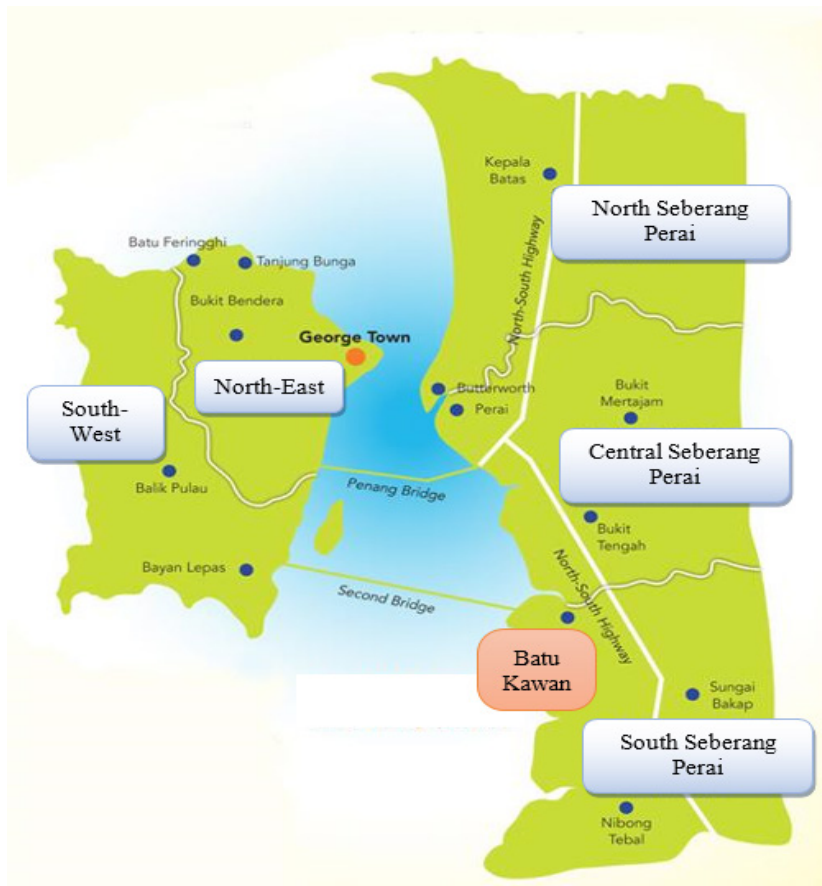 Kepala
Batas
North Seberang
Perai
North-South Highway
Batu Feringghi
Tanjung Bunga
Bukit Bendera
George Town
North-East
South-
West
Butterworth
Perai
Bukit
Mertajam
Central Seberang
Perai
Balik Pulau
Penang Bridge
Bukit
Tengah
Bayan Lepas
Second Bridge
North-South Highway
Batu
Kawan
Sungai
Bakap
South Seberang
Perai
Nibong
Tebal